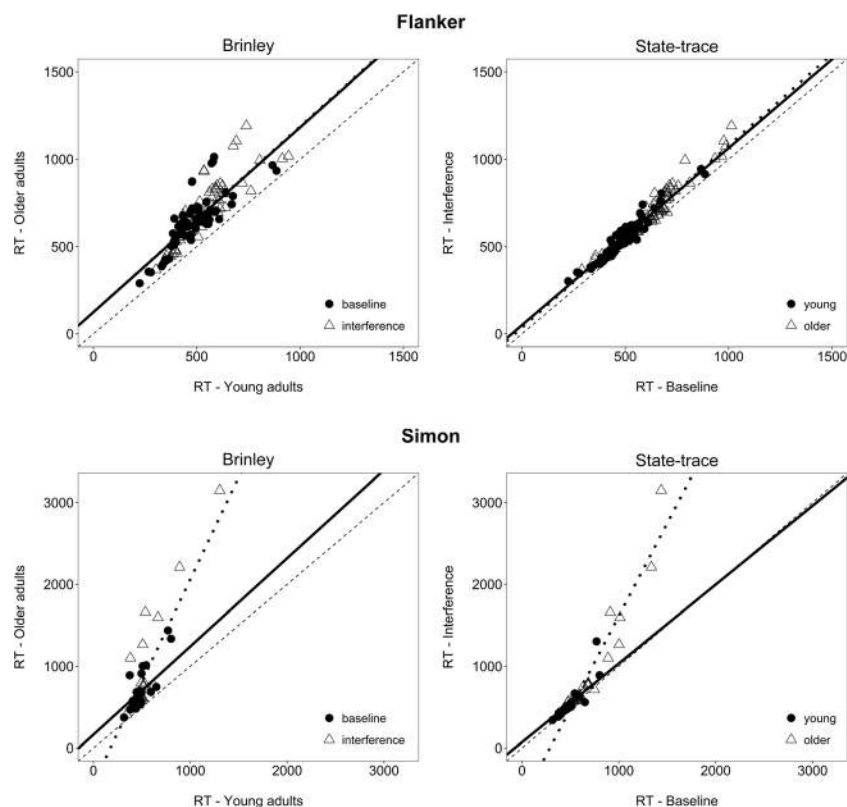 Flanker
Brinley
State-trace
1500
1000
500
0
RT - Older adults
baseline
interference
0
500
1000
1500
RT - Young adults
1500
1000
500
0
RT - Interference
young
older
0
500
1000
1500
RT - Baseline
Simon
Brinley
State-trace
3000
2000
1000
0
RT - Older adults
baseline
interference
0
1000
2000
3000
RT - Young adults
3000
2000
1000
0
RT - Interference
young
older
0
1000
2000
3000
RT - Baseline